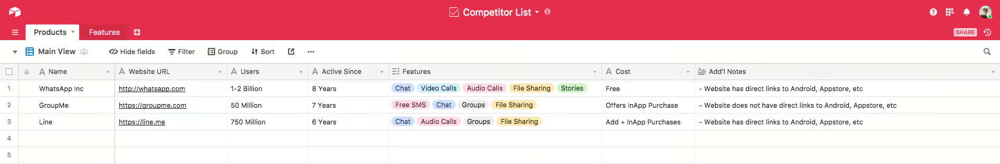 Competitor List
Products Features
SHARE
Main View Hide fields Filter Group Sort
Name Website URL Users Active Since Features Cost Add'l Notes
1 WhatsApp Inc http://whatsapp.com 1-2 Billion 8 Years Chat Video Calls Audio Calls File Sharing Stories Free - Website has direct links to Android, Appstore, etc
2 GroupMe https://groupme.com 50 Million 7 Years Free SMS Chat Groups File Sharing Offers InApp Purchase - Website does not have direct links to Android, Appstore, etc
3 Line https://line.me 750 Million 6 Years Chat Audio Calls Groups File Sharing Add + InApp Purchases - Website has direct links to Android, Appstore, etc
4
5